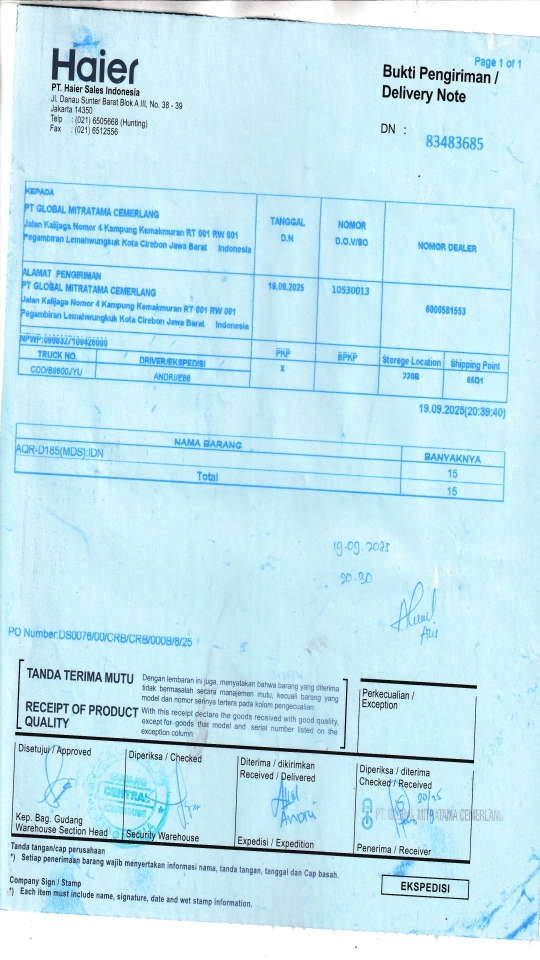 Page 1 of 1
Haier
PT. Haier Sales Indonesia
Jl. Danau Sunter Barat Blok A III, No. 38 - 39
Jakarta 14350
Telp : (021) 6505668 (Hunting)
Fax : (021) 6512556
Bukti Pengiriman /
Delivery Note
DN : 83483685
KEPADA
PT GLOBAL MITRATAMA CEMERLANG
Jalan Kalijaga Nomor 4 Kampung Kemakmuran RT 001 RW 001
Pegambiran Lemahwungkuk Kota Cirebon Jawa Barat Indonesia
TANGGAL
D.N
NOMOR
D.O.V/SO
NOMOR DEALER
ALAMAT PENGIRIMAN
PT GLOBAL MITRATAMA CEMERLANG
Jalan Kalijaga Nomor 4 Kampung Kemakmuran RT 001 RW 001
Pegambiran Lemahwungkuk Kota Cirebon Jawa Barat Indonesia
19.09.2025
10530013
6000581553
TRUCK NO.
DRIVER/EKSPEDISI
PKP
BPKP
Storege Location
Shipping Point
ANDRI/E86
X
19.09.2025(20:39:40)
NAMA BARANG
BANYAKNYA
AQR-D185(MDS);IDN
15
Total
15
19.09.2025
20.30
PO Number:DS0076/00/CRB/CRB/000B/8/25
TANDA TERIMA MUTU
Dengan lembaran ini juga, menyatakan bahwa barang yang diterima
tidak bermasalah secara manajemen mutu, kecuali barang yang
model dan nomor serinya tertera pada kolom pengecualian
RECEIPT OF PRODUCT
QUALITY
With this receipt declare the goods received with good quality,
except for goods that model and serial number listed on the
exception column
Perkecualian /
Exception
Disetujui / Approved
Kep. Bag. Gudang
Warehouse Section Head
Diperiksa / Checked
CENTRAL
Security Warehouse
Diterima / dikirimkan
Received / Delivered
Andri
Expedisi / Expedition
Diperiksa / diterima
Checked / Received
PT. GLOBAL MITRATAMA CEMERLANG
Penerima / Receiver
Tanda tangan/cap perusahaan
*) Setiap penerimaan barang wajib menyertakan informasi nama, tanda tangan, tanggal dan Cap basah.
Company Sign / Stamp
*) Each item must include name, signature, date and wet stamp information.
EKSPEDISI